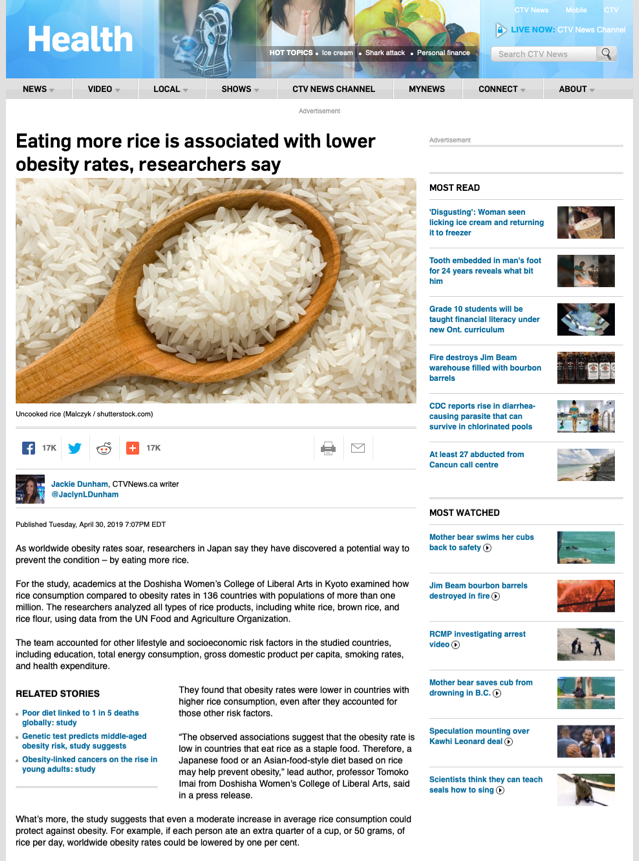 CTV News Mobile CTV
Health
LIVE NOW: CTV News Channel
HOT TOPICS • Ice cream • Shark attack • Personal finance
Search CTV News
NEWS VIDEO LOCAL SHOWS CTV NEWS CHANNEL MYNEWS CONNECT ABOUT
Advertisement
Eating more rice is associated with lower
obesity rates, researchers say
Uncooked rice (Malczyk / shutterstock.com)
17K 17K
Jackie Dunham, CTVNews.ca writer
@JaclynLDunham
Published Tuesday, April 30, 2019 7:07PM EDT
As worldwide obesity rates soar, researchers in Japan say they have discovered a potential way to
prevent the condition – by eating more rice.
For the study, academics at the Doshisha Women's College of Liberal Arts in Kyoto examined how
rice consumption compared to obesity rates in 136 countries with populations of more than one
million. The researchers analyzed all types of rice products, including white rice, brown rice, and
rice flour, using data from the UN Food and Agriculture Organization.
The team accounted for other lifestyle and socioeconomic risk factors in the studied countries,
including education, total energy consumption, gross domestic product per capita, smoking rates,
and health expenditure.
RELATED STORIES
• Poor diet linked to 1 in 5 deaths
globally: study
• Genetic test predicts middle-aged
obesity risk, study suggests
• Obesity-linked cancers on the rise in
young adults: study
They found that obesity rates were lower in countries with
higher rice consumption, even after they accounted for
those other risk factors.
"The observed associations suggest that the obesity rate is
low in countries that eat rice as a staple food. Therefore, a
Japanese food or an Asian-food-style diet based on rice
may help prevent obesity," lead author, professor Tomoko
Imai from Doshisha Women's College of Liberal Arts, said
in a press release.
What's more, the study suggests that even a moderate increase in average rice consumption could
protect against obesity. For example, if each person ate an extra quarter of a cup, or 50 grams, of
rice per day, worldwide obesity rates could be lowered by one per cent.
Advertisement
MOST READ
'Disgusting': Woman seen
licking ice cream and returning
it to freezer
Tooth embedded in man's foot
for 24 years reveals what bit
him
Grade 10 students will be
taught financial literacy under
new Ont. curriculum
Fire destroys Jim Beam
warehouse filled with bourbon
barrels
CDC reports rise in diarrhea-
causing parasite that can
survive in chlorinated pools
At least 27 abducted from
Cancun call centre
MOST WATCHED
Mother bear swims her cubs
back to safety
Jim Beam bourbon barrels
destroyed in fire
RCMP investigating arrest
video
Mother bear saves cub from
drowning in B.C.
Speculation mounting over
Kawhi Leonard deal
Scientists think they can teach
seals how to sing